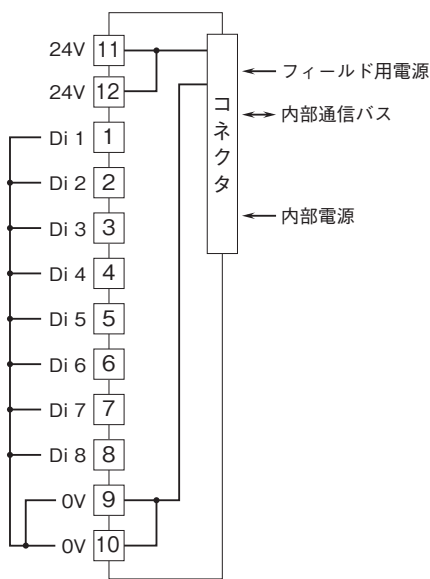 24V 11
フィールド用電源
24V 12
コネクタ
内部通信バス
Di 1 1
Di 2 2
内部電源
Di 3 3
Di 4 4
Di 5 5
Di 6 6
Di 7 7
Di 8 8
0V 9
0V 10